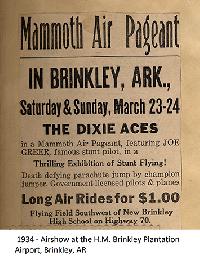 Mammoth Air Pageant
IN BRINKLEY, ARK.,
Saturday & Sunday, March 23-24
THE DIXIE ACES
in a Mammoth Air Pageant, featuring JOE
GREER, famous stunt pilot, in a
Thrilling Exhibition of Stunt Flying!
Death defying parachute jump by champion
jumper. Government licensed pilots & planes
Long Air Rides for $1.00
Flying Field Southwest of New Brinkley
High School on Highway 70.
1934 - Airshow at the H.M. Brinkley Plantation
Airport, Brinkley, AR